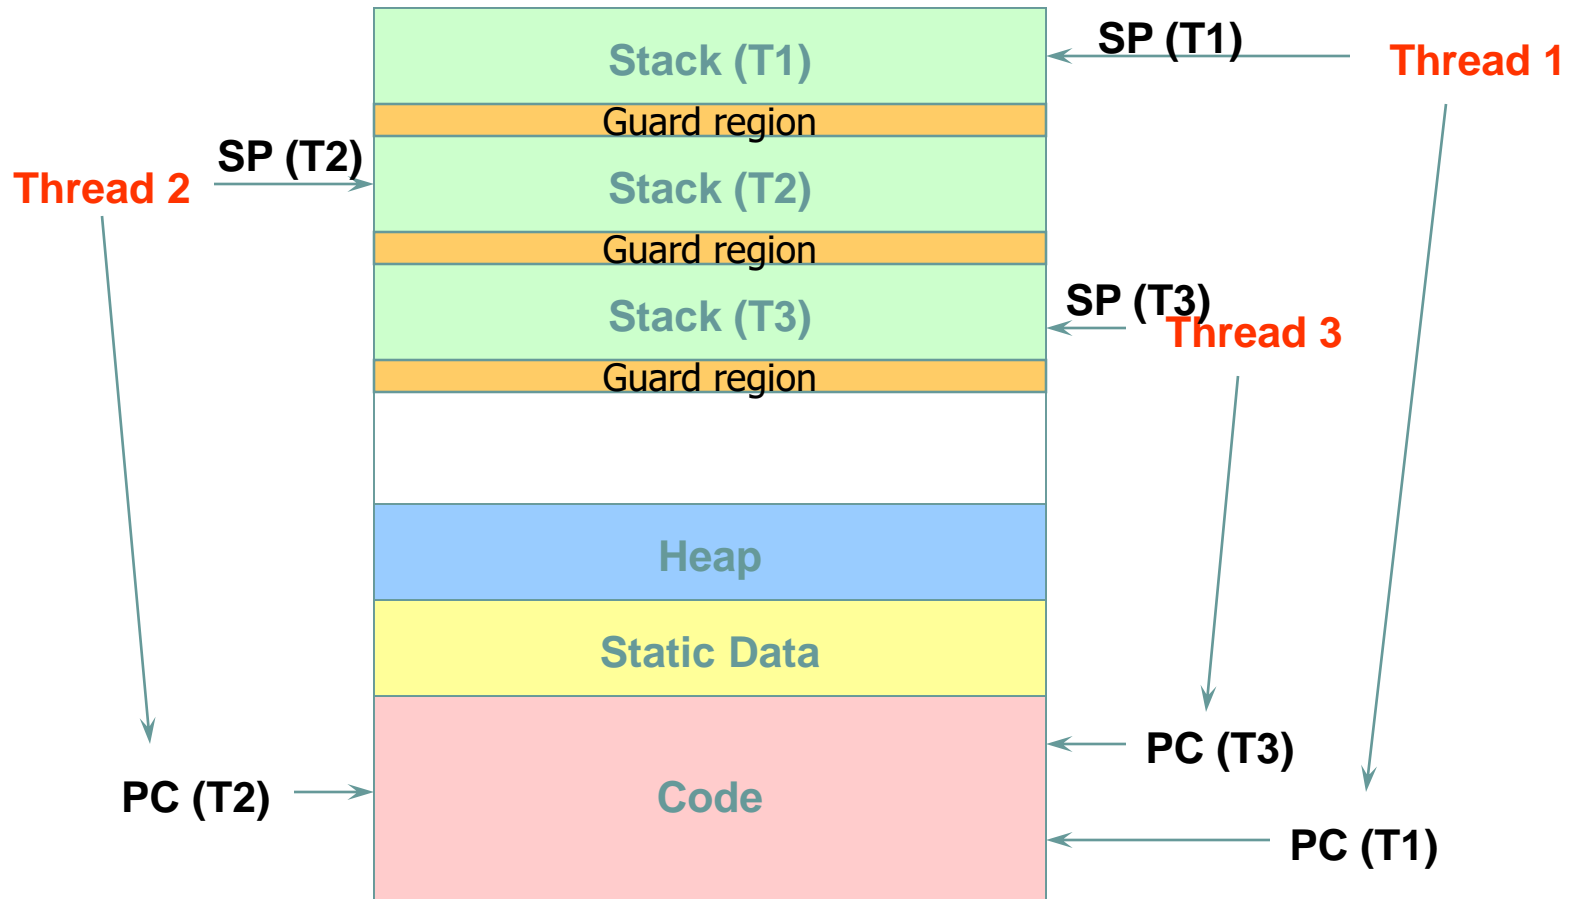 SP (T1)
Stack (T1)
Thread 1
Guard region
SP (T2)
Thread 2
Stack (T2)
Guard region
SP (T3)
Stack (T3)
Thread 3
Guard region
Heap
Static Data
PC (T3)
PC (T2)
Code
PC (T1)